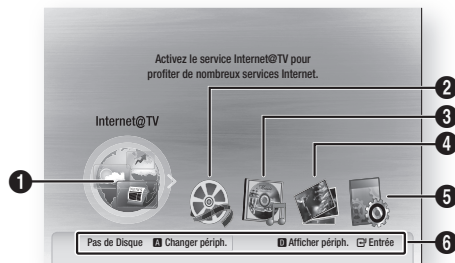 Activez le service Internet@TV pour
profiter de nombreux services Internet.
Internet@TV
1
2
3
4
5
6
Pas de Disque A Changer périph. D Afficher périph. Entrée